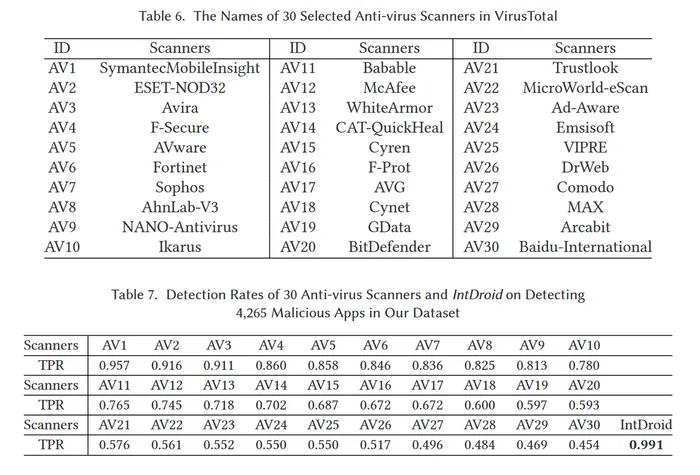 Table 6. The Names of 30 Selected Anti-virus Scanners in VirusTotal
ID Scanners ID Scanners ID Scanners
AV1 SymantecMobileInsight AV11 Babable AV21 Trustlook
AV2 ESET-NOD32 AV12 McAfee AV22 MicroWorld-eScan
AV3 Avira AV13 WhiteArmor AV23 Ad-Aware
AV4 F-Secure AV14 CAT-QuickHeal AV24 Emsisoft
AV5 AVware AV15 Cyren AV25 VIPRE
AV6 Fortinet AV16 F-Prot AV26 DrWeb
AV7 Sophos AV17 AVG AV27 Comodo
AV8 AhnLab-V3 AV18 Cynet AV28 MAX
AV9 NANO-Antivirus AV19 GData AV29 Arcabit
AV10 Ikarus AV20 BitDefender AV30 Baidu-International
Table 7. Detection Rates of 30 Anti-virus Scanners and IntDroid on Detecting
4,265 Malicious Apps in Our Dataset
Scanners AV1 AV2 AV3 AV4 AV5 AV6 AV7 AV8 AV9 AV10
TPR 0.957 0.916 0.911 0.860 0.858 0.846 0.836 0.825 0.813 0.780
Scanners AV11 AV12 AV13 AV14 AV15 AV16 AV17 AV18 AV19 AV20
TPR 0.765 0.745 0.718 0.702 0.687 0.672 0.672 0.600 0.597 0.593
Scanners AV21 AV22 AV23 AV24 AV25 AV26 AV27 AV28 AV29 AV30 IntDroid
TPR 0.576 0.561 0.552 0.550 0.550 0.517 0.496 0.484 0.469 0.454 0.991